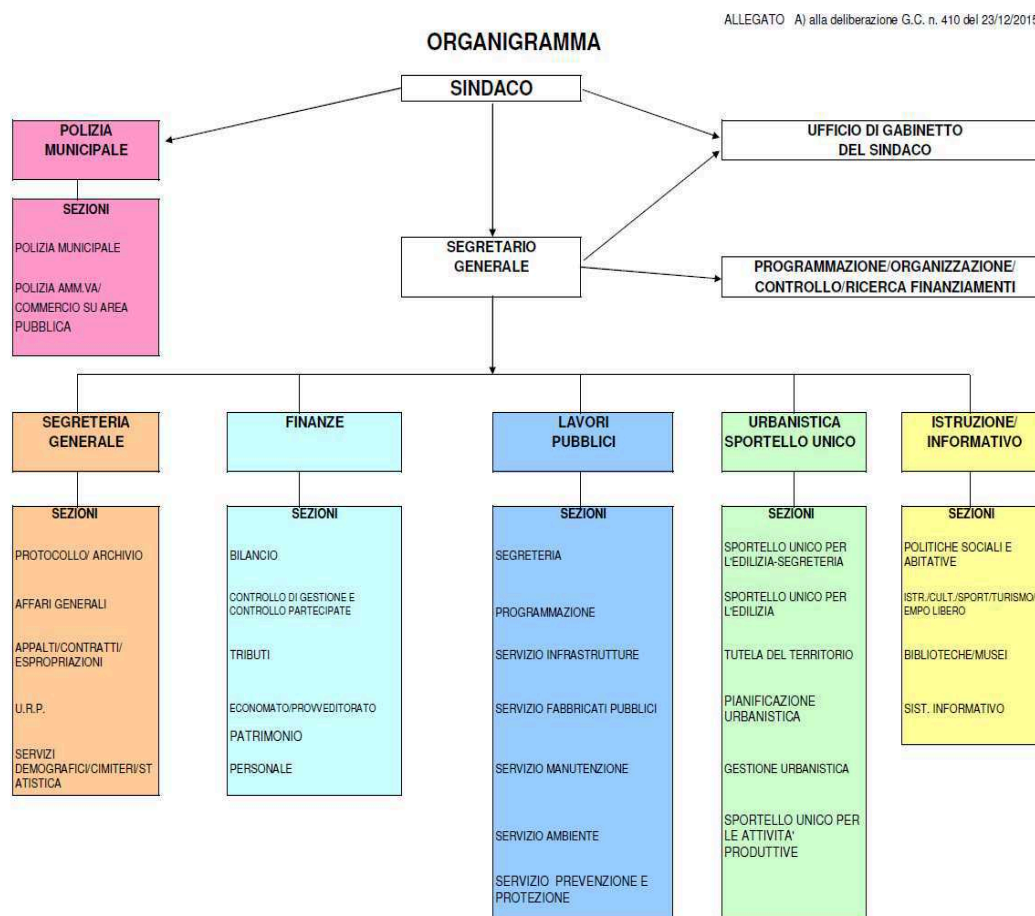 ALLEGATO A) alla deliberazione G.C. n. 410 del 23/12/2015
ORGANIGRAMMA
SINDACO
POLIZIA
MUNICIPALE
UFFICIO DI GABINETTO
DEL SINDACO
SEZIONI
POLIZIA MUNICIPALE
POLIZIA AMM.VA/
COMMERCIO SU AREA
PUBBLICA
SEGRETARIO
GENERALE
PROGRAMMAZIONE/ORGANIZZAZIONE/
CONTROLLO/RICERCA FINANZIAMENTI
SEGRETERIA
GENERALE
FINANZE
LAVORI
PUBBLICI
URBANISTICA
SPORTELLO UNICO
ISTRUZIONE/
INFORMATIVO
SEZIONI
PROTOCOLLO/ ARCHIVIO
AFFARI GENERALI
APPALTI/CONTRATTI/
ESPROPRIAZIONI
U.R.P.
SERVIZI
DEMOGRAFICI/CIMITERI/ST
ATISTICA
SEZIONI
BILANCIO
CONTROLLO DI GESTIONE E
CONTROLLO PARTECIPATE
TRIBUTI
ECONOMATO/PROVVEDITORATO
PATRIMONIO
PERSONALE
SEZIONI
SEGRETERIA
PROGRAMMAZIONE
SERVIZIO INFRASTRUTTURE
SERVIZIO FABBRICATI PUBBLICI
SERVIZIO MANUTENZIONE
SERVIZIO AMBIENTE
SERVIZIO PREVENZIONE E
PROTEZIONE
SEZIONI
SPORTELLO UNICO PER
L'EDILIZIA-SEGRETERIA
SPORTELLO UNICO PER
L'EDILIZIA
TUTELA DEL TERRITORIO
PIANIFICAZIONE
URBANISTICA
GESTIONE URBANISTICA
SPORTELLO UNICO PER
LE ATTIVITA'
PRODUTTIVE
SEZIONI
POLITICHE SOCIALI E
ABITATIVE
ISTR./CULT./SPORT/TURISMO/
EMPO LIBERO
BIBLIOTECHE/MUSEI
SIST. INFORMATIVO